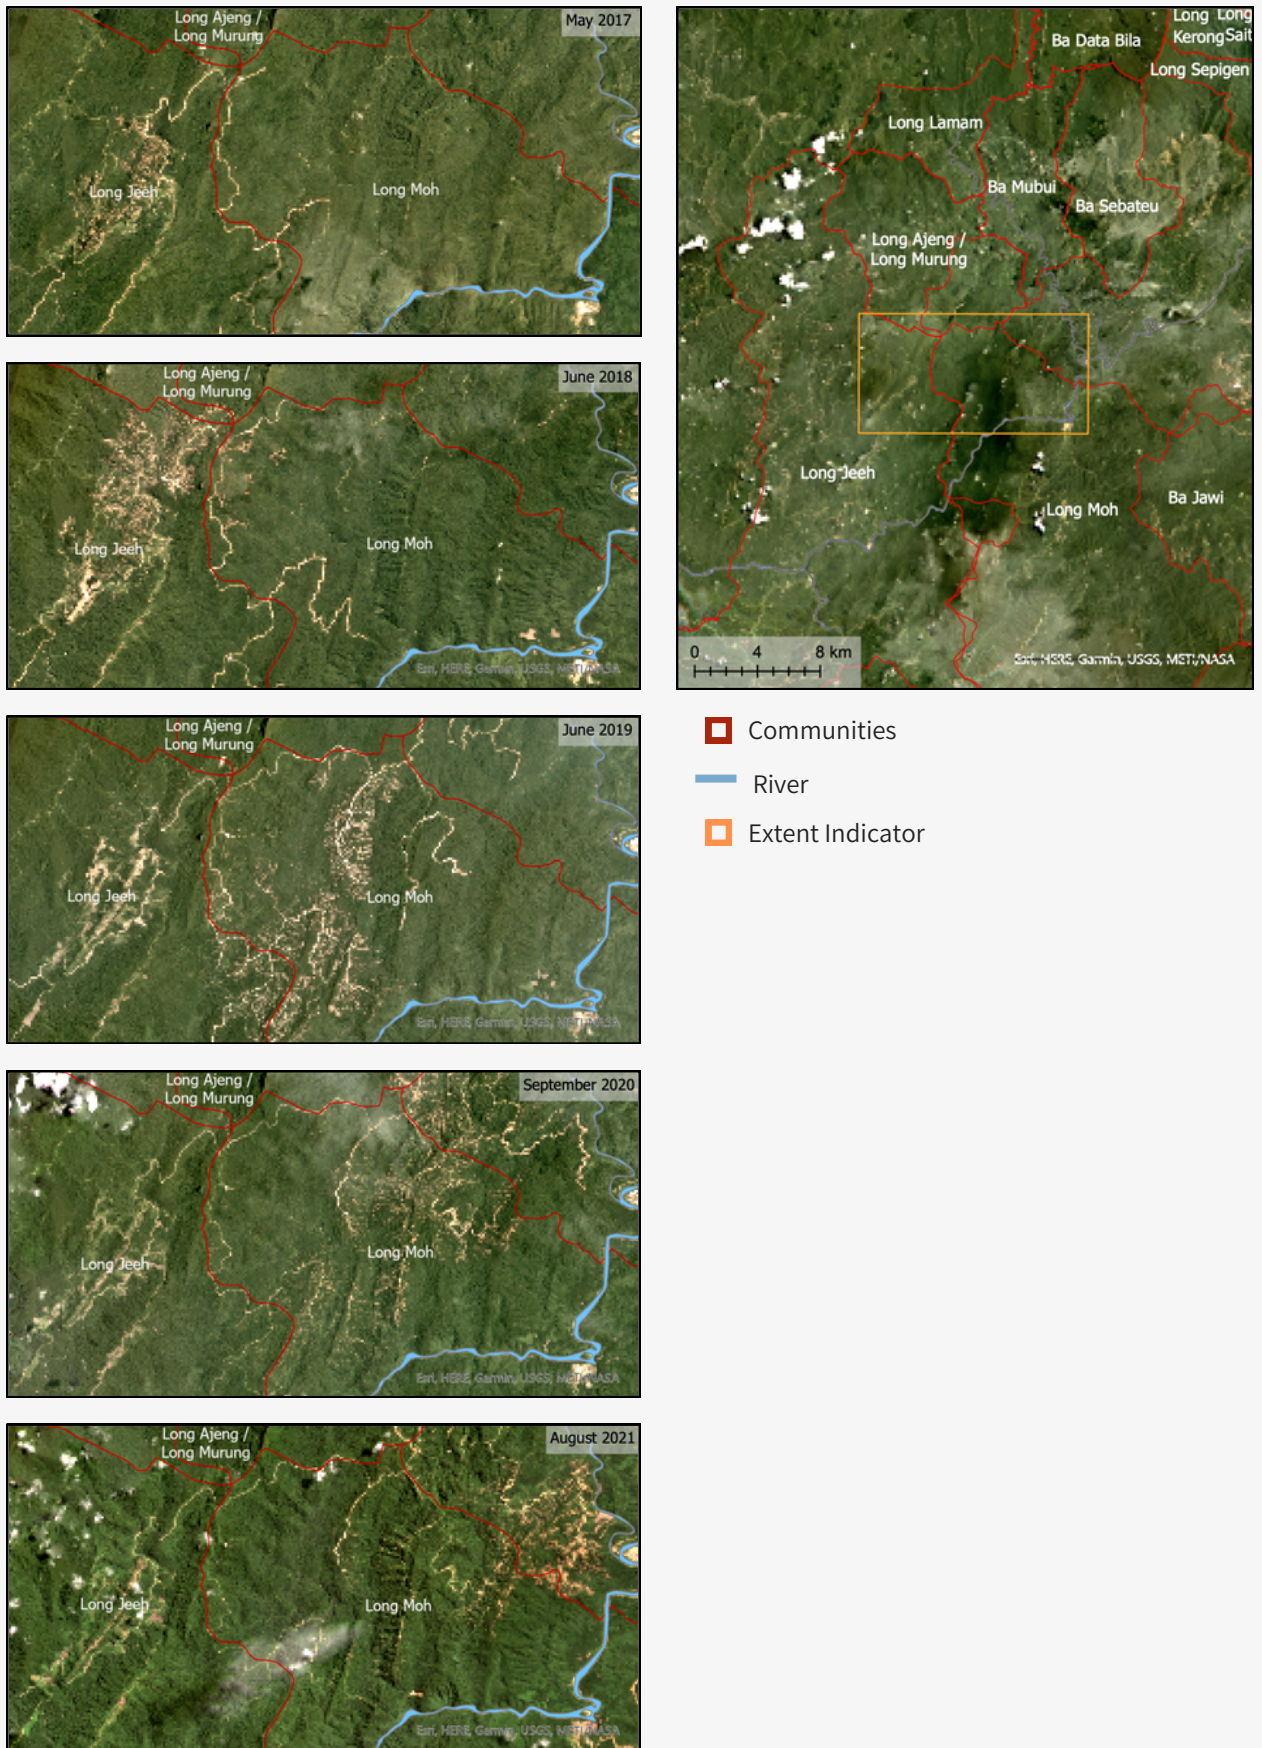 Long Ajeng /
Long Murung
May 2017
Long Jeeh
Long Moh
Long Ajeng /
Long Murung
June 2018
Long Jeeh
Long Moh
Esri, HERE, Garmin, USGS, METI/NASA
Long Ajeng /
Long Murung
June 2019
Long Jeeh
Long Moh
Esri, HERE, Garmin, USGS, METI/NASA
Long Ajeng /
Long Murung
September 2020
Long Jeeh
Long Moh
Esri, HERE, Garmin, USGS, METI/NASA
Long Ajeng /
Long Murung
August 2021
Long Jeeh
Long Moh
Esri, HERE, Garmin, USGS, METI/NASA
Long Long
Kerong Sait
Ba Data Bila
Long Sepigen
Long Lamam
Ba Mubui
Ba Sebateu
Long Ajeng /
Long Murung
Long Jeeh
Long Moh
Ba Jawi
0 4 8 km
Esri, HERE, Garmin, USGS, METI/NASA
Communities
River
Extent Indicator